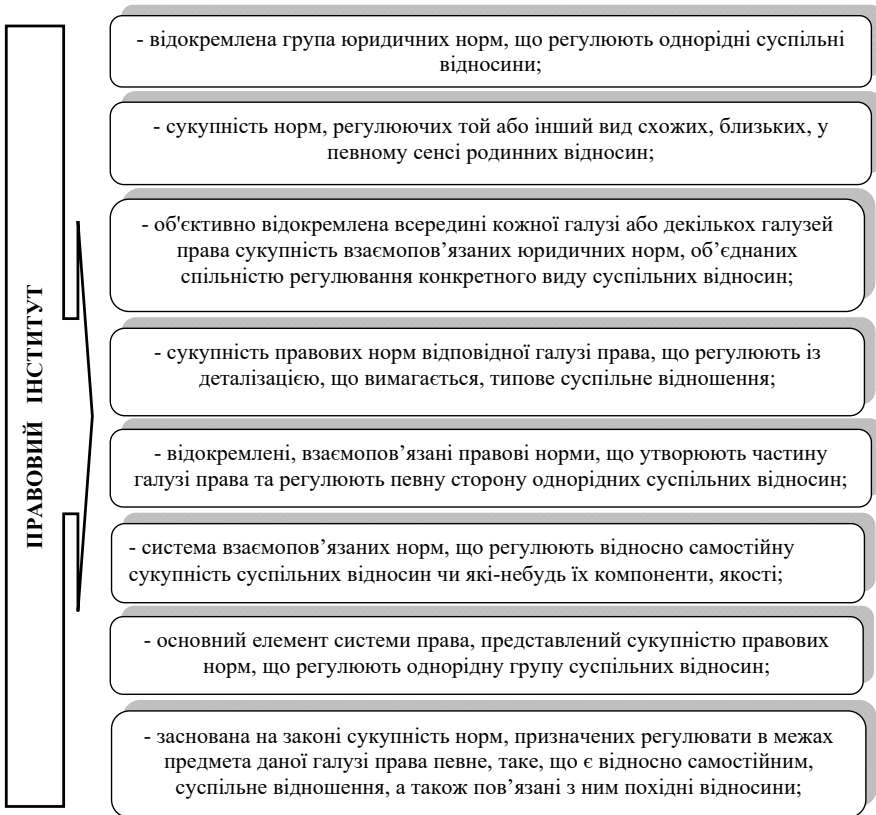 ПРАВОВИЙ ІНСТИТУТ
- відокремлена група юридичних норм, що регулюють однорідні суспільні
відносини;
- сукупність норм, регулюючих той або інший вид схожих, близьких, у
певному сенсі родинних відносин;
- об'єктивно відокремлена всередині кожної галузі або декількох галузей
права сукупність взаємопов’язаних юридичних норм, об’єднаних
спільністю регулювання конкретного виду суспільних відносин;
- сукупність правових норм відповідної галузі права, що регулюють із
деталізацією, що вимагається, типове суспільне відношення;
- відокремлені, взаємопов’язані правові норми, що утворюють частину
галузі права та регулюють певну сторону однорідних суспільних відносин;
- система взаємопов’язаних норм, що регулюють відносно самостійну
сукупність суспільних відносин чи які-небудь їх компоненти, якості;
- основний елемент системи права, представлений сукупністю правових
норм, що регулюють однорідну групу суспільних відносин;
- заснована на законі сукупність норм, призначених регулювати в межах
предмета даної галузі права певне, таке, що є відносно самостійним,
суспільне відношення, а також пов’язані з ним похідні відносини;